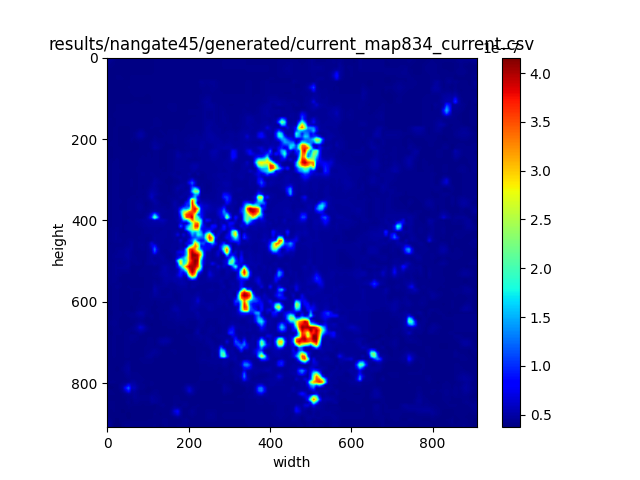 results/nangate45/generated/current_map834_current.csv
1e−7
0
200
400
600
800
height
0 200 400 600 800
width
4.0
3.5
3.0
2.5
2.0
1.5
1.0
0.5